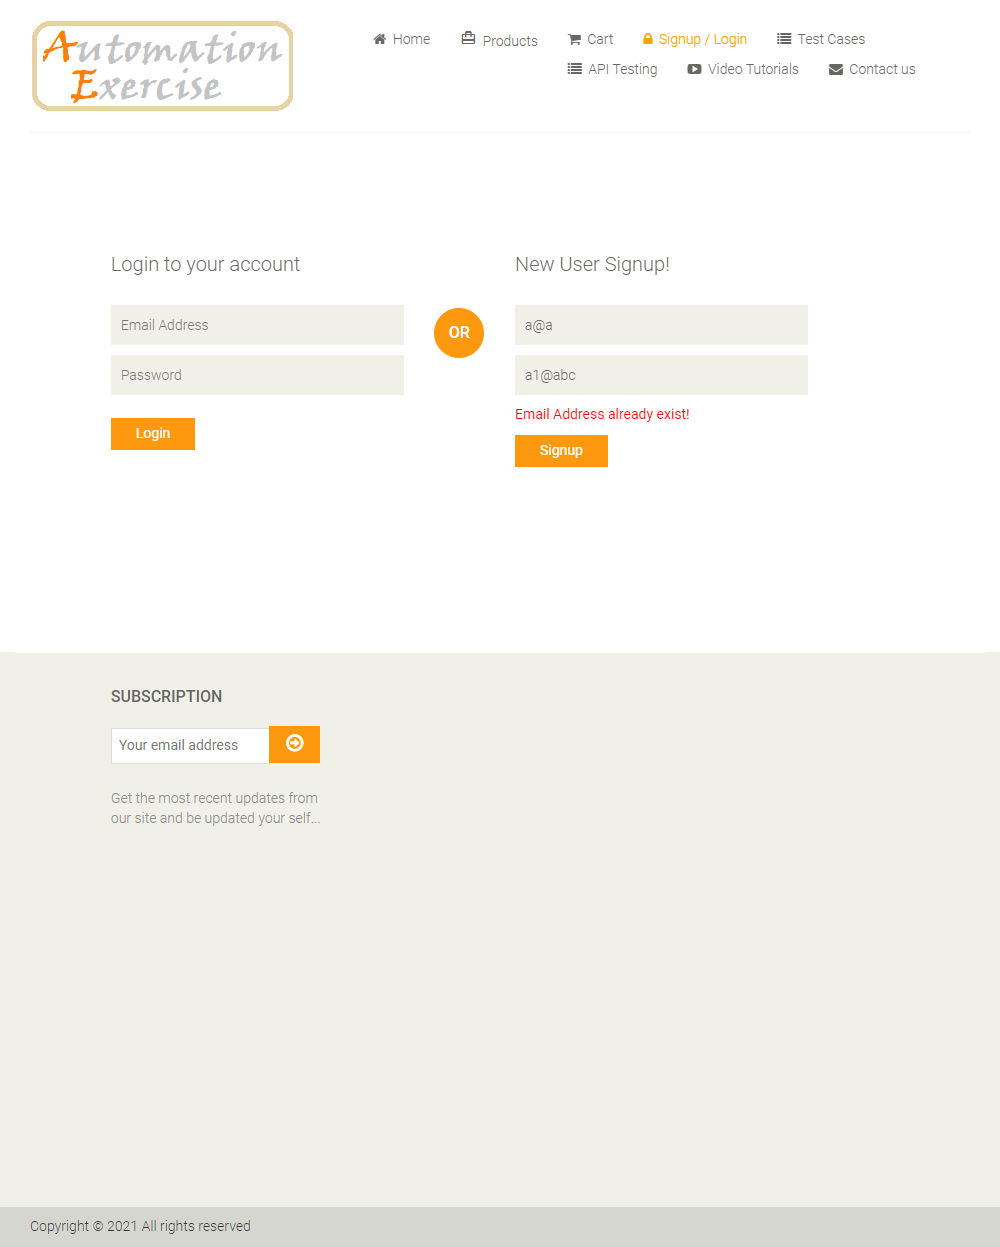 Automation
Exercise
Home
Products
Cart
Signup / Login
Test Cases
API Testing
Video Tutorials
Contact us
Login to your account
Email Address
Password
Login
OR
New User Signup!
a@a
a1@abc
Email Address already exist!
Signup
SUBSCRIPTION
Your email address
Get the most recent updates from
our site and be updated your self...
Copyright © 2021 All rights reserved